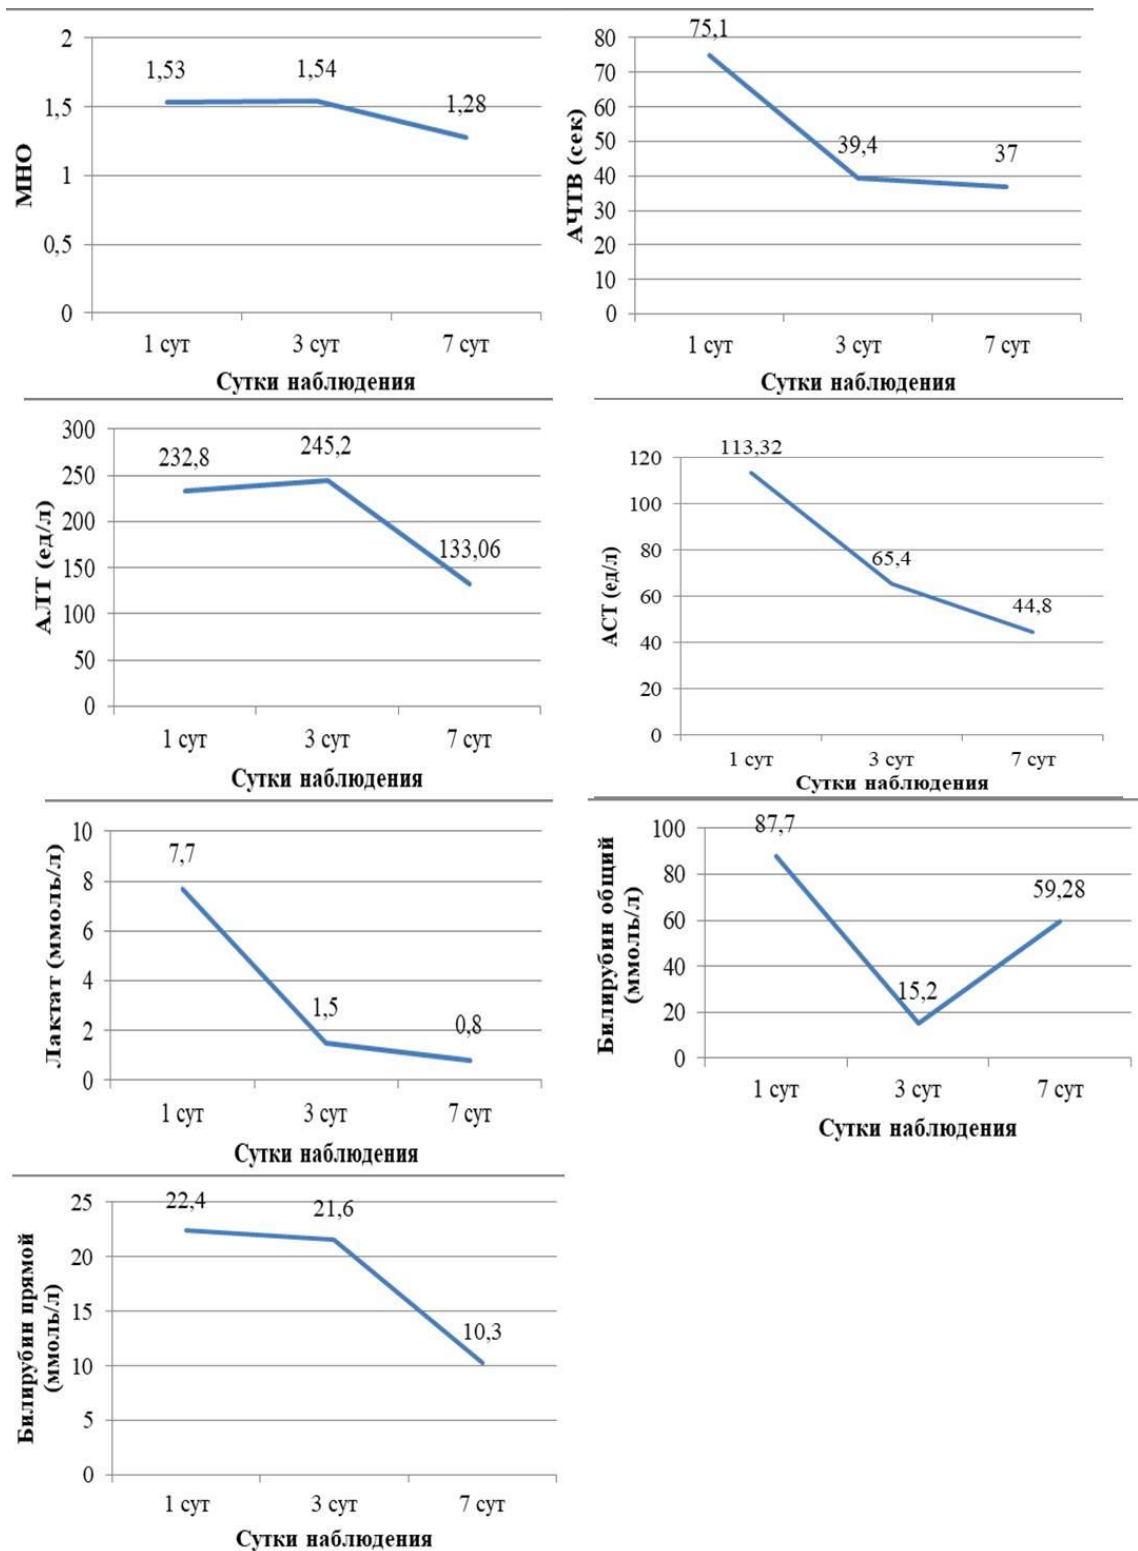 МНО
2
1,5
1
0,5
0
1,53
1,54
1,28
1 сут 3 сут 7 сут
Сутки наблюдения
АЧТВ (сек)
80
70
60
50
40
30
20
10
0
75,1
39,4
37
1 сут 3 сут 7 сут
Сутки наблюдения
АЛТ (ед/л)
300
250
200
150
100
50
0
232,8
245,2
133,06
1 сут 3 сут 7 сут
Сутки наблюдения
АСТ (ед/л)
120
100
80
60
40
20
0
113,32
65,4
44,8
1 сут 3 сут 7 сут
Сутки наблюдения
Лактат (ммоль/л)
10
8
6
4
2
0
7,7
1,5
0,8
1 сут 3 сут 7 сут
Сутки наблюдения
Билирубин общий
(ммоль/л)
100
80
60
40
20
0
87,7
15,2
59,28
1 сут 3 сут 7 сут
Сутки наблюдения
Билирубин прямой
(ммоль/л)
25
20
15
10
5
0
22,4
21,6
10,3
1 сут 3 сут 7 сут
Сутки наблюдения